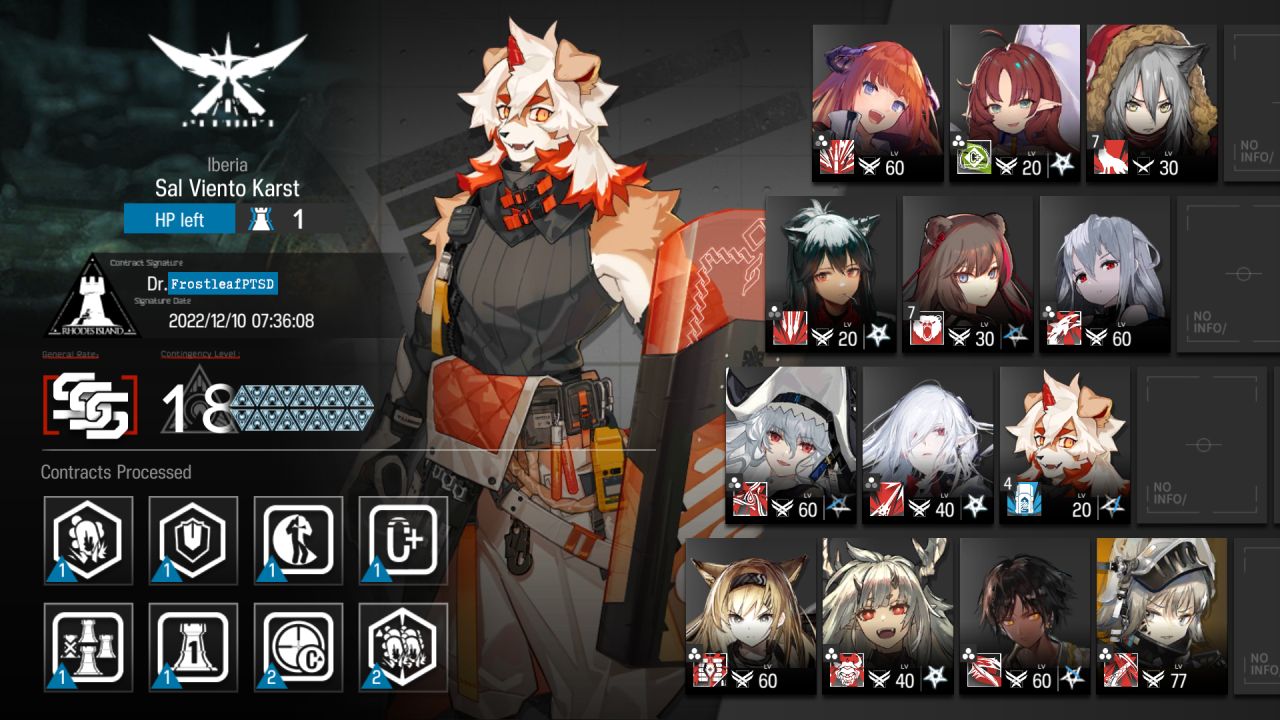 Iberia
Sal Viento Karst
HP left 1
Contract Signature
Dr. FrostleafPTSD
Signature Date
2022/12/10 07:36:08
RHODES ISLAND
General Rate:
Contingency Level:
18
Contracts Processed
1 1 1 1
1 1 2 2
1
C
LV 60
LV 20
7 LV 30
NO INFO/
LV 20
7 LV 30
LV 60
NO INFO/
LV 60
LV 40
4 LV 20
NO INFO/
LV 60
LV 40
LV 60
LV 77
NO INFO